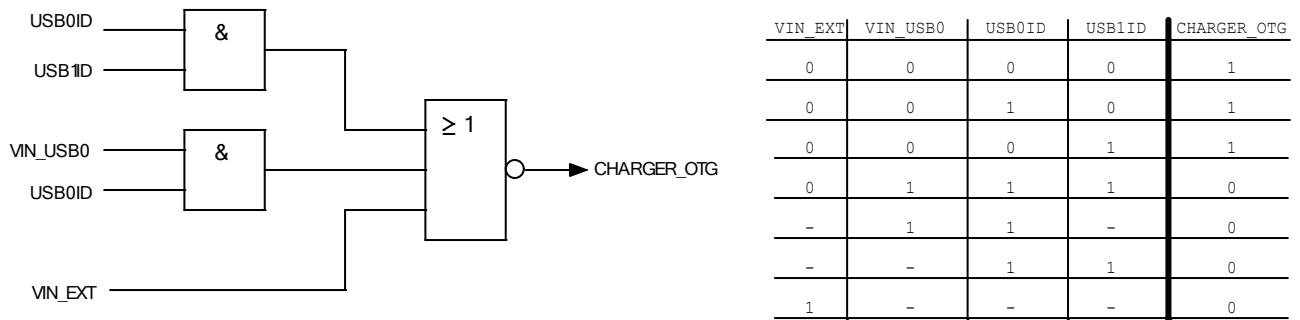 USB0ID
&
USB1ID
VIN_USB0
&
USB0ID
VIN_EXT
≥ 1
CHARGER_OTG
VIN_EXT VIN_USB0 USB0ID USB1ID CHARGER_OTG
0 0 0 0 1
0 0 1 0 1
0 0 0 1 1
0 1 1 1 0
- 1 1 - 0
- - 1 1 0
1 - - - 0